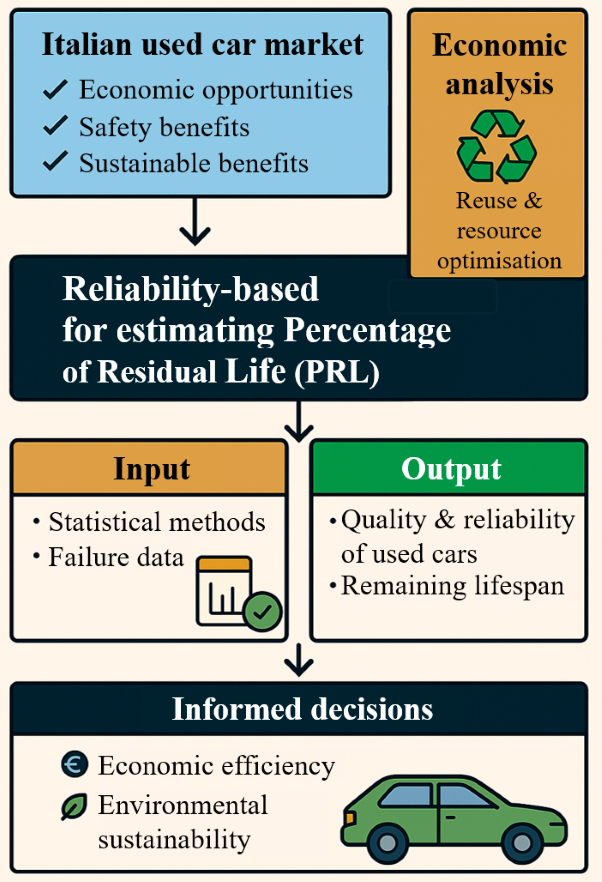 Italian used car market
Economic opportunities
Safety benefits
Sustainable benefits
Economic
analysis
Reuse &
resource
optimisation
Reliability-based
for estimating Percentage
of Residual Life (PRL)
Input
• Statistical methods
• Failure data
Output
• Quality & reliability
of used cars
• Remaining lifespan
Informed decisions
€ Economic efficiency
Environmental
sustainability